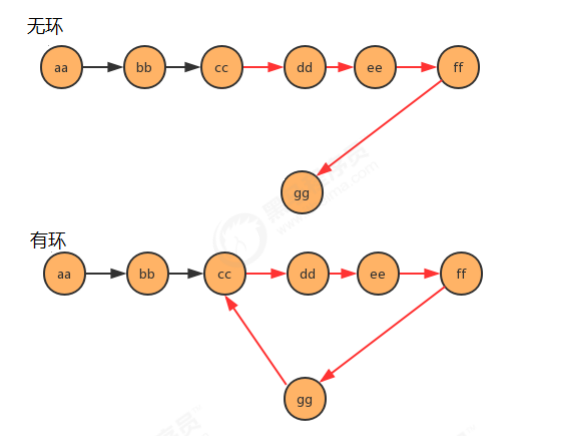 无环
aa bb cc dd ee ff
gg
有环
aa bb cc dd ee ff
gg